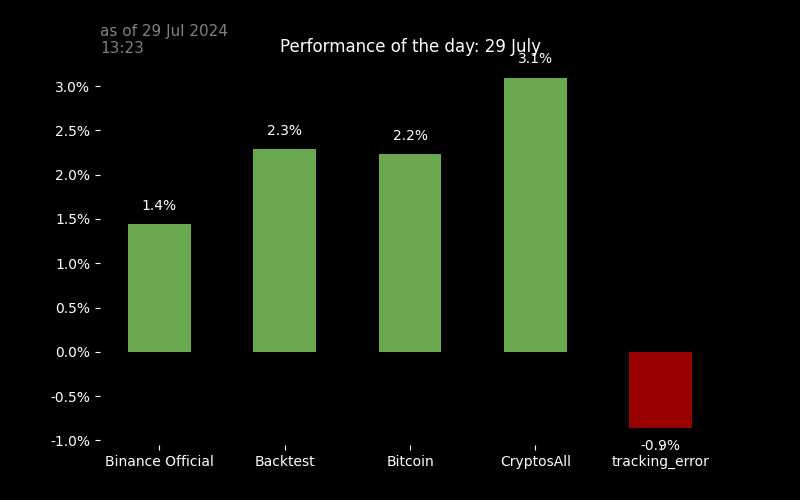 as of 29 Jul 2024
13:23
Performance of the day: 29 July
3.1%
3.0%
2.5%
2.3%
2.2%
2.0%
1.5%
1.4%
1.0%
0.5%
0.0%
-0.5%
-1.0%
-0.9%
Binance Official
Backtest
Bitcoin
CryptosAll
tracking_error